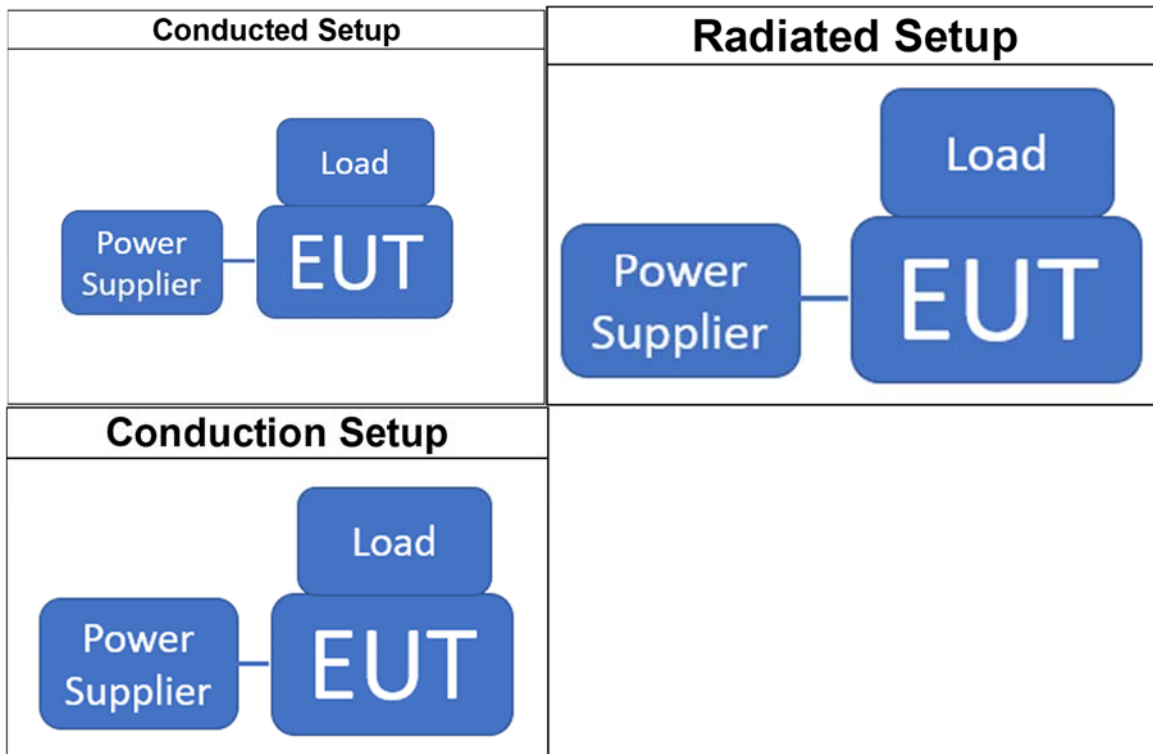 Conducted Setup
Load
Power
Supplier
EUT
Radiated Setup
Load
Power
Supplier
EUT
Conduction Setup
Load
Power
Supplier
EUT